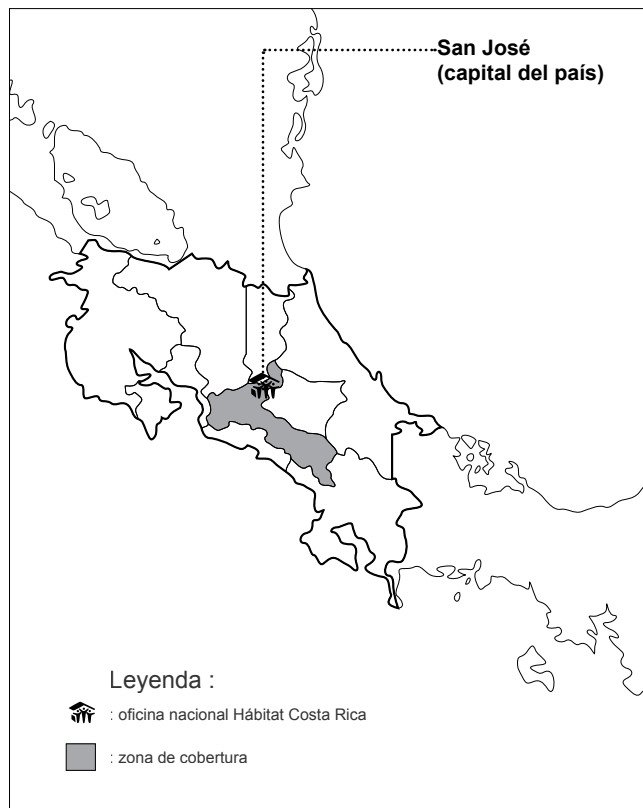 San José
(capital del país)
Leyenda :
: oficina nacional Hábitat Costa Rica
: zona de cobertura